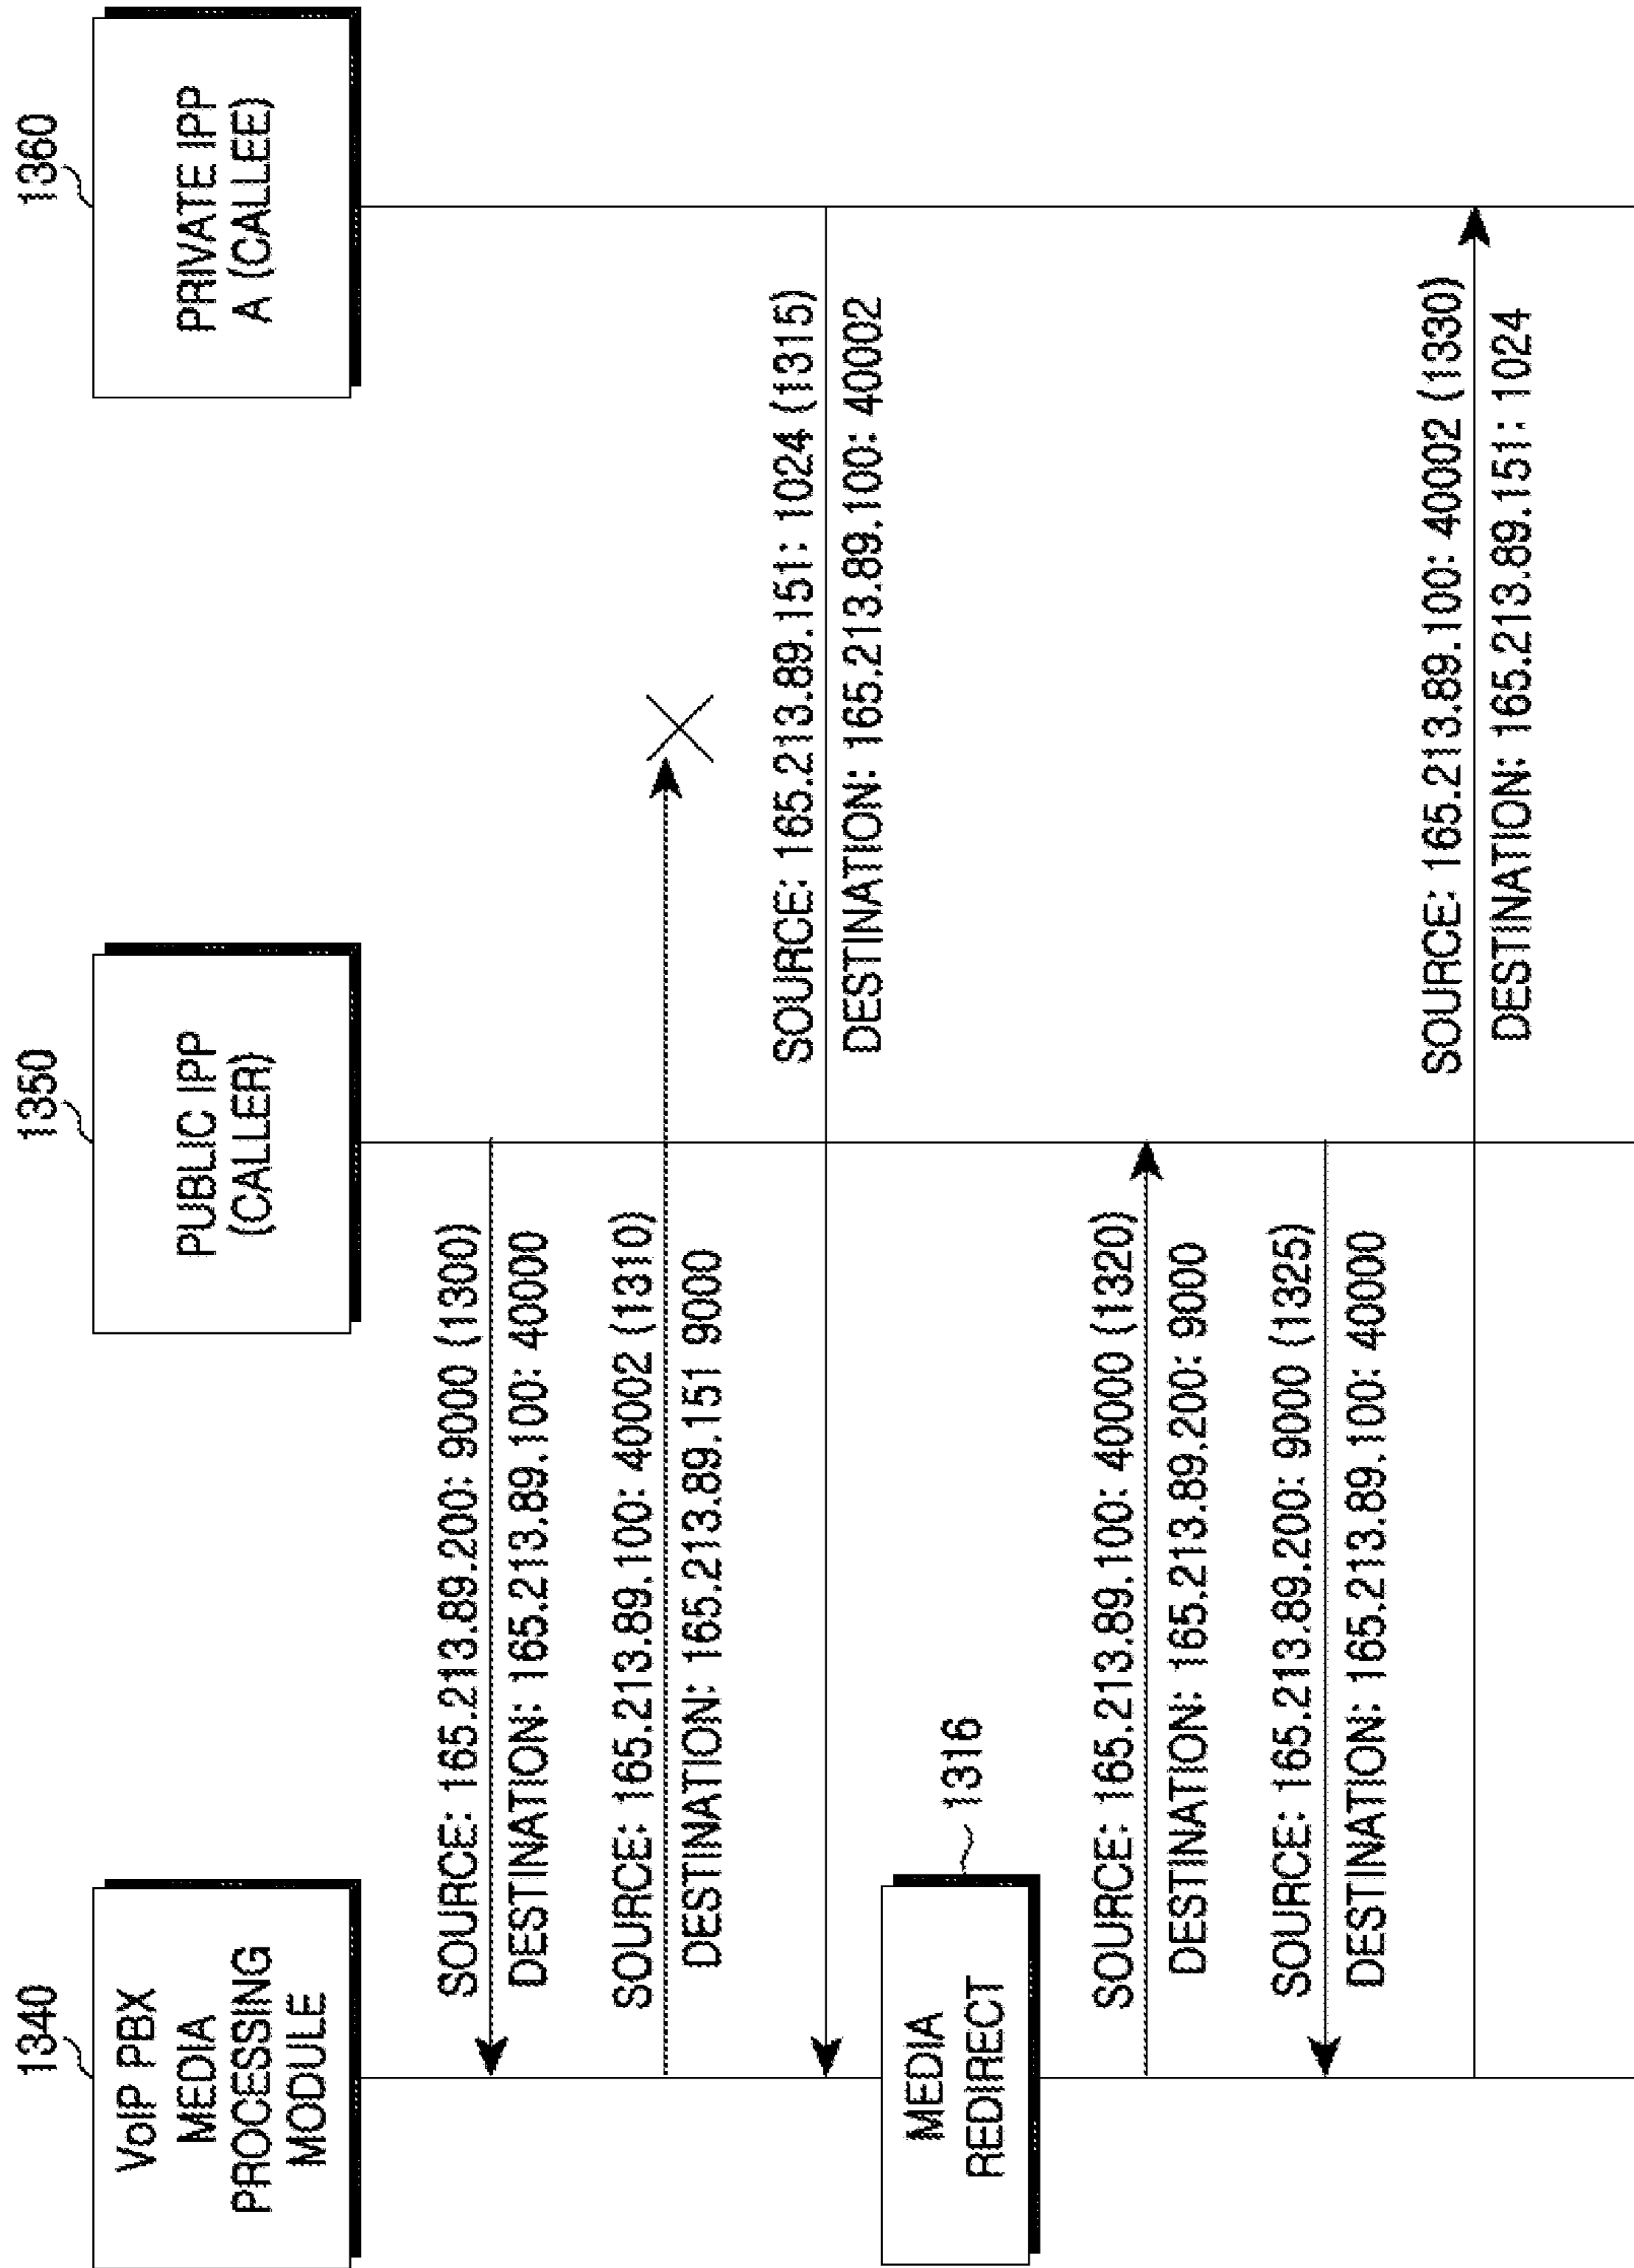 1340
VoIP PBX
MEDIA
PROCESSING
MODULE
1350
PUBLIC IPP
(CALLER)
1360
PRIVATE IPP
A (CALLEE)
SOURCE: 165.213.89.200: 9000 (1300)
DESTINATION: 165.213.89.100: 40000
SOURCE: 165.213.89.100: 40002 (1310)
DESTINATION: 165.213.89.151 9000
SOURCE: 165.213.89.151: 1024 (1315)
DESTINATION: 165.213.89.100: 40002
MEDIA
REDIRECT
1316
SOURCE: 165.213.89.100: 40000 (1320)
DESTINATION: 165.213.89.200: 9000
SOURCE: 165.213.89.200: 9000 (1325)
DESTINATION: 165.213.89.100: 40000
SOURCE: 165.213.89.100: 40002 (1330)
DESTINATION: 165.213.89.151: 1024